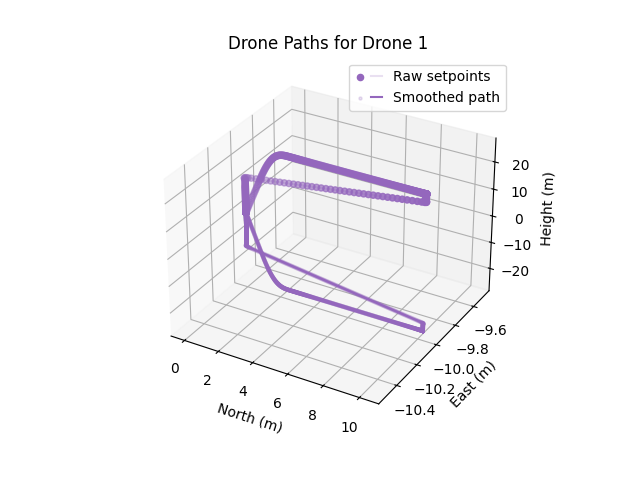 Drone Paths for Drone 1
Raw setpoints
Smoothed path
20
10
0
−10
−20
Height (m)
−9.6
−9.8
−10.0
−10.2
−10.4
East (m)
0
2
4
6
8
10
North (m)